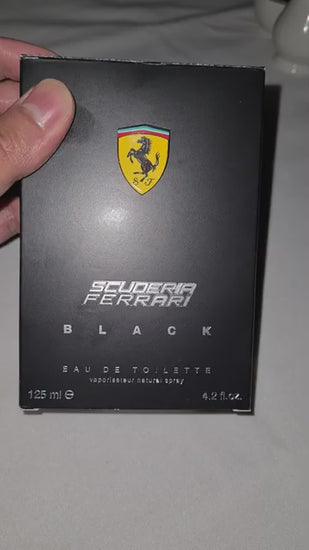 S F
SCUDERIA
FERRARI
BLACK
EAU DE TOILETTE
vaporisateur natural spray
125 ml ℮ 4.2 fl.oz.